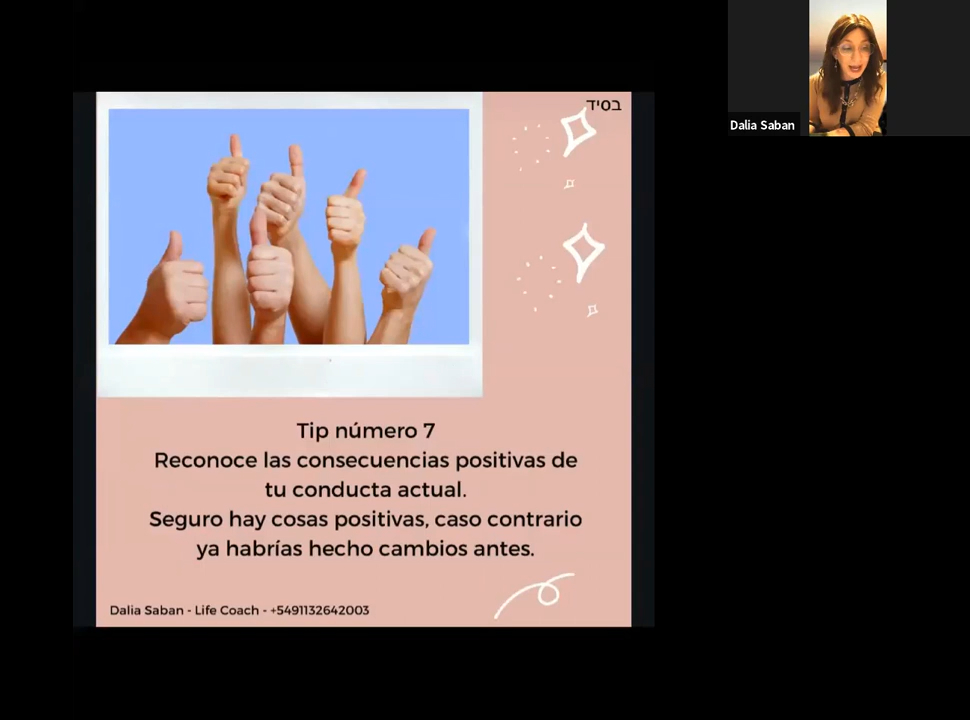 בסיד
Dalia Saban
Tip número 7
Reconoce las consecuencias positivas de
tu conducta actual.
Seguro hay cosas positivas, caso contrario
ya habrías hecho cambios antes.
Dalia Saban - Life Coach - +5491132642003